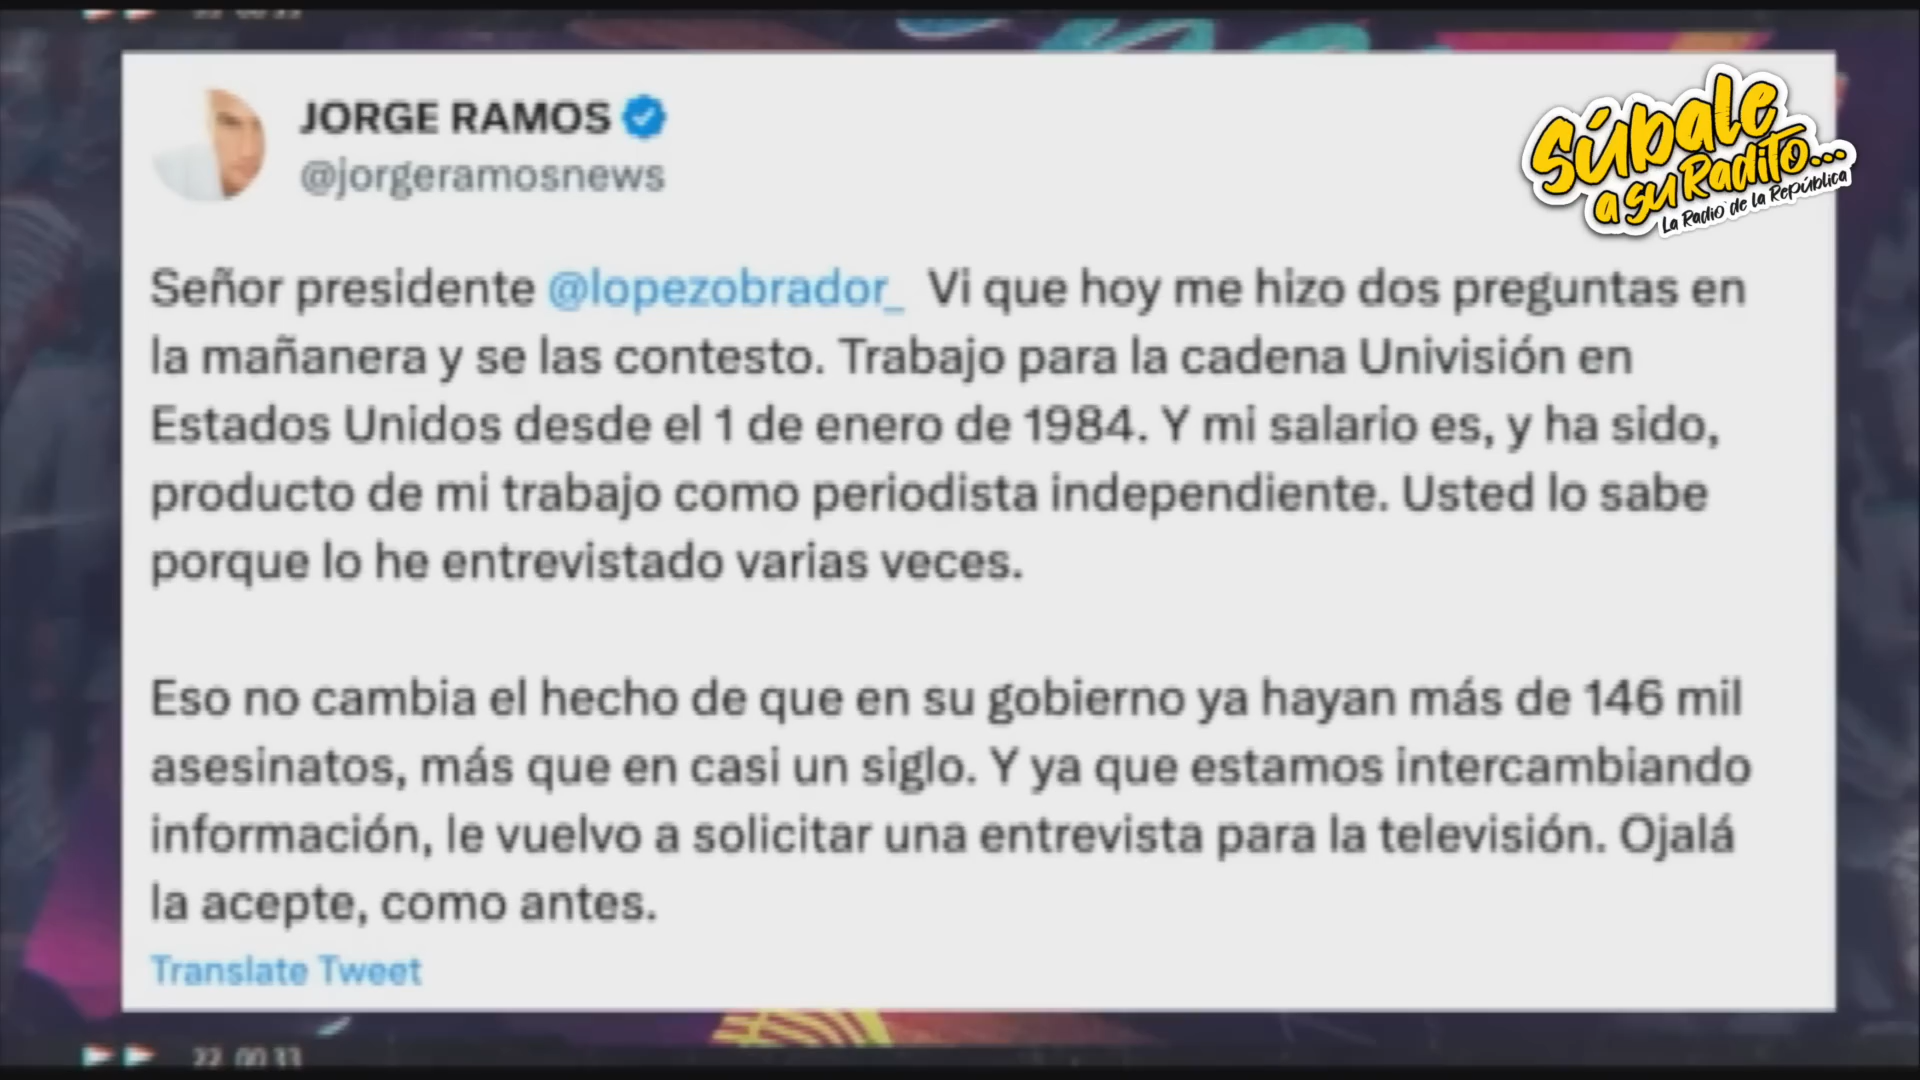 JORGE RAMOS
@jorgeramosnews
Súbale
a su Radito...
La Radio de la República
Señor presidente @lopezobrador_ Vi que hoy me hizo dos preguntas en
la mañanera y se las contesto. Trabajo para la cadena Univisión en
Estados Unidos desde el 1 de enero de 1984. Y mi salario es, y ha sido,
producto de mi trabajo como periodista independiente. Usted lo sabe
porque lo he entrevistado varias veces.
Eso no cambia el hecho de que en su gobierno ya hayan más de 146 mil
asesinatos, más que en casi un siglo. Y ya que estamos intercambiando
información, le vuelvo a solicitar una entrevista para la televisión. Ojalá
la acepte, como antes.
Translate Tweet